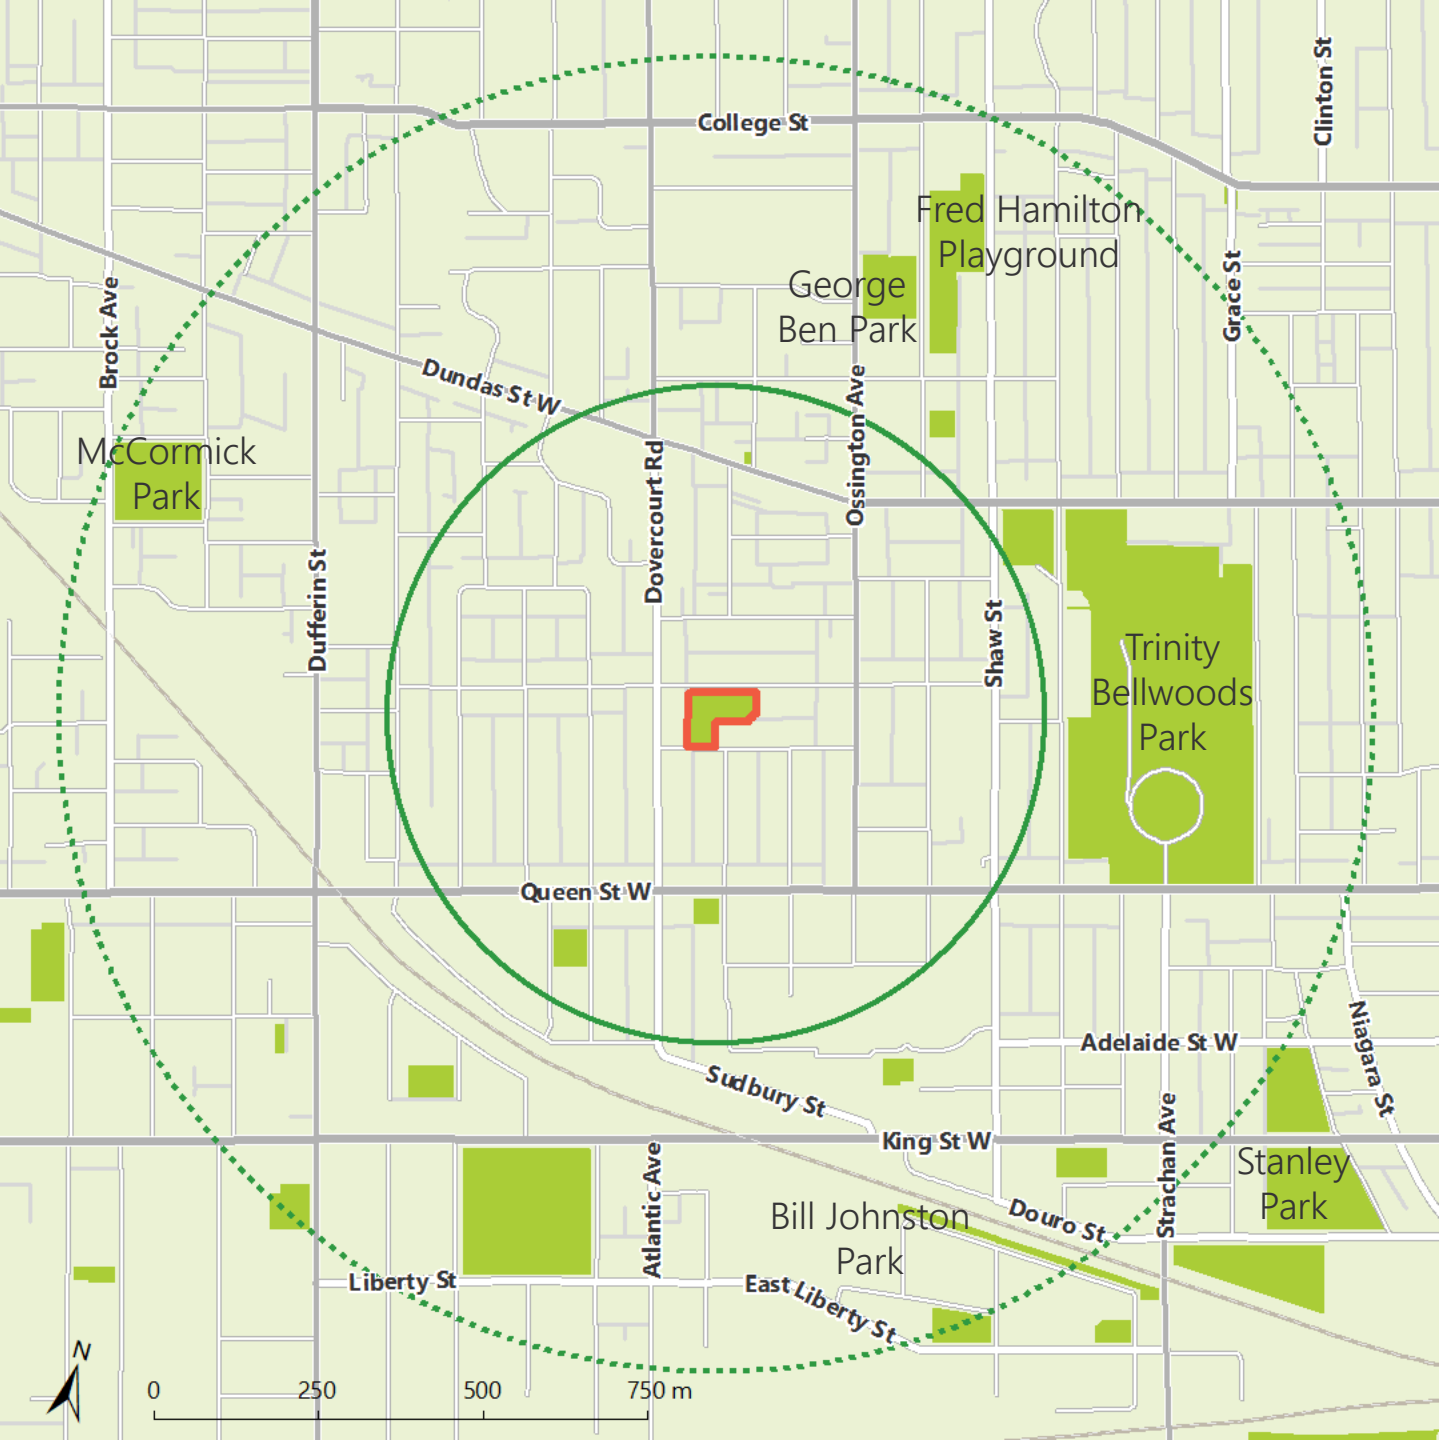 College St
Clinton St
Fred Hamilton
Playground
George
Ben Park
Grace St
Brock Ave
Dundas St W
Ossington Ave
McCormick
Park
Dovercourt Rd
Dufferin St
Shaw St
Trinity
Bellwoods
Park
Queen St W
Niagara St
Adelaide St W
Sudbury St
King St W
Strachan Ave
Stanley
Park
Atlantic Ave
Bill Johnston
Park
Douro St
Liberty St
East Liberty St
N
0 250 500 750 m